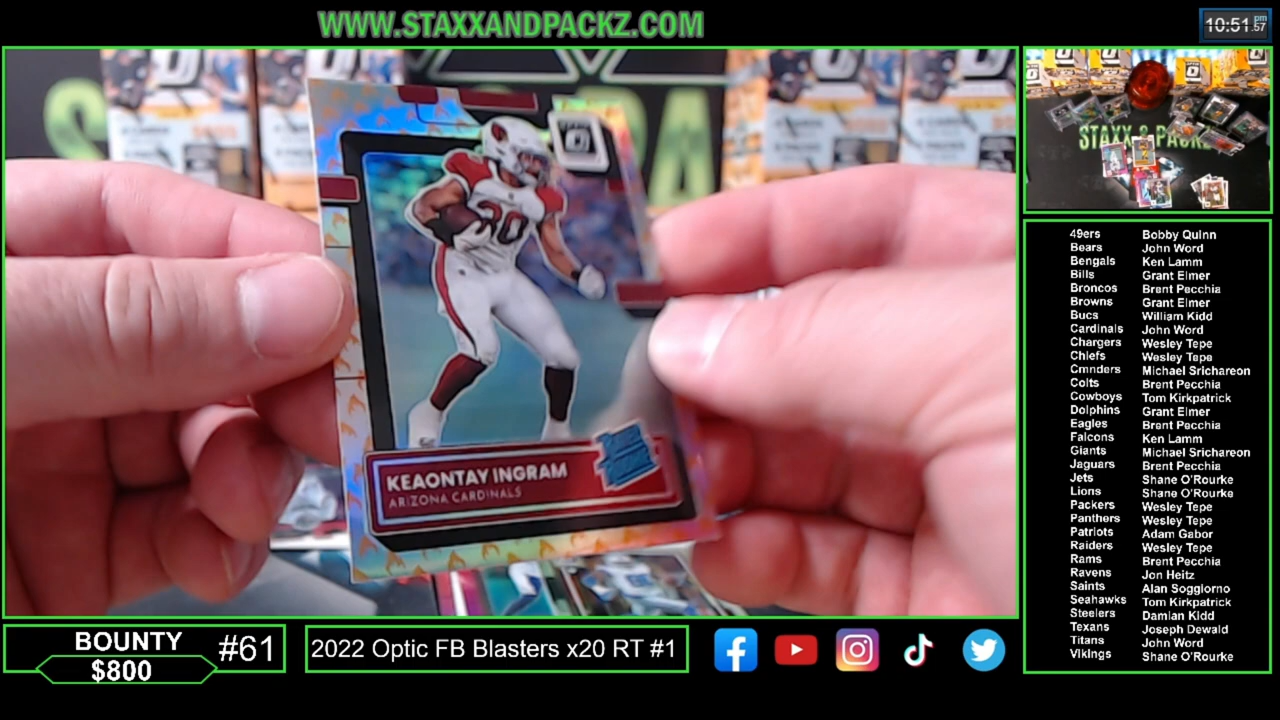 WWW.STAXXANDPACKZ.COM
10:51 pm .57
30
KEAONTAY INGRAM
ARIZONA CARDINALS
STAXX & PACKZ
49ers Bobby Quinn
Bears John Word
Bengals Ken Lamm
Bills Grant Elmer
Broncos Brent Pecchia
Browns Grant Elmer
Bucs William Kidd
Cardinals John Word
Chargers Wesley Tepe
Chiefs Wesley Tepe
Cmnders Michael Srichareon
Colts Brent Pecchia
Cowboys Tom Kirkpatrick
Dolphins Grant Elmer
Eagles Brent Pecchia
Falcons Ken Lamm
Giants Michael Srichareon
Jaguars Brent Pecchia
Jets Shane O'Rourke
Lions Shane O'Rourke
Packers Wesley Tepe
Panthers Wesley Tepe
Patriots Adam Gabor
Raiders Wesley Tepe
Rams Brent Pecchia
Ravens Jon Heitz
Saints Alan Soggiorno
Seahawks Tom Kirkpatrick
Steelers Damian Kidd
Texans Joseph Dewald
Titans John Word
Vikings Shane O'Rourke
BOUNTY
$800
#61
2022 Optic FB Blasters x20 RT #1